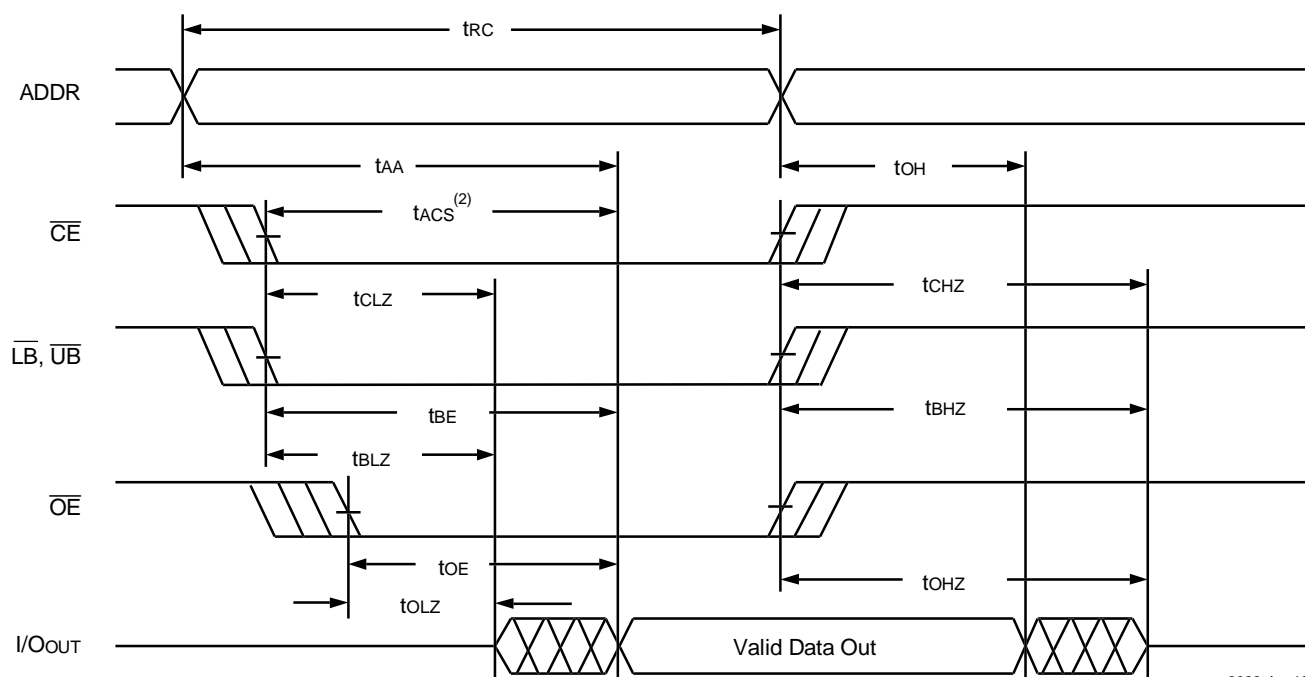 tRC
ADDR
tAA
tOH
tACS(2)
CE
tCLZ
tCHZ
LB, UB
tBE
tBHZ
tBLZ
OE
tOE
tOHZ
tOLZ
I/OOUT
Valid Data Out